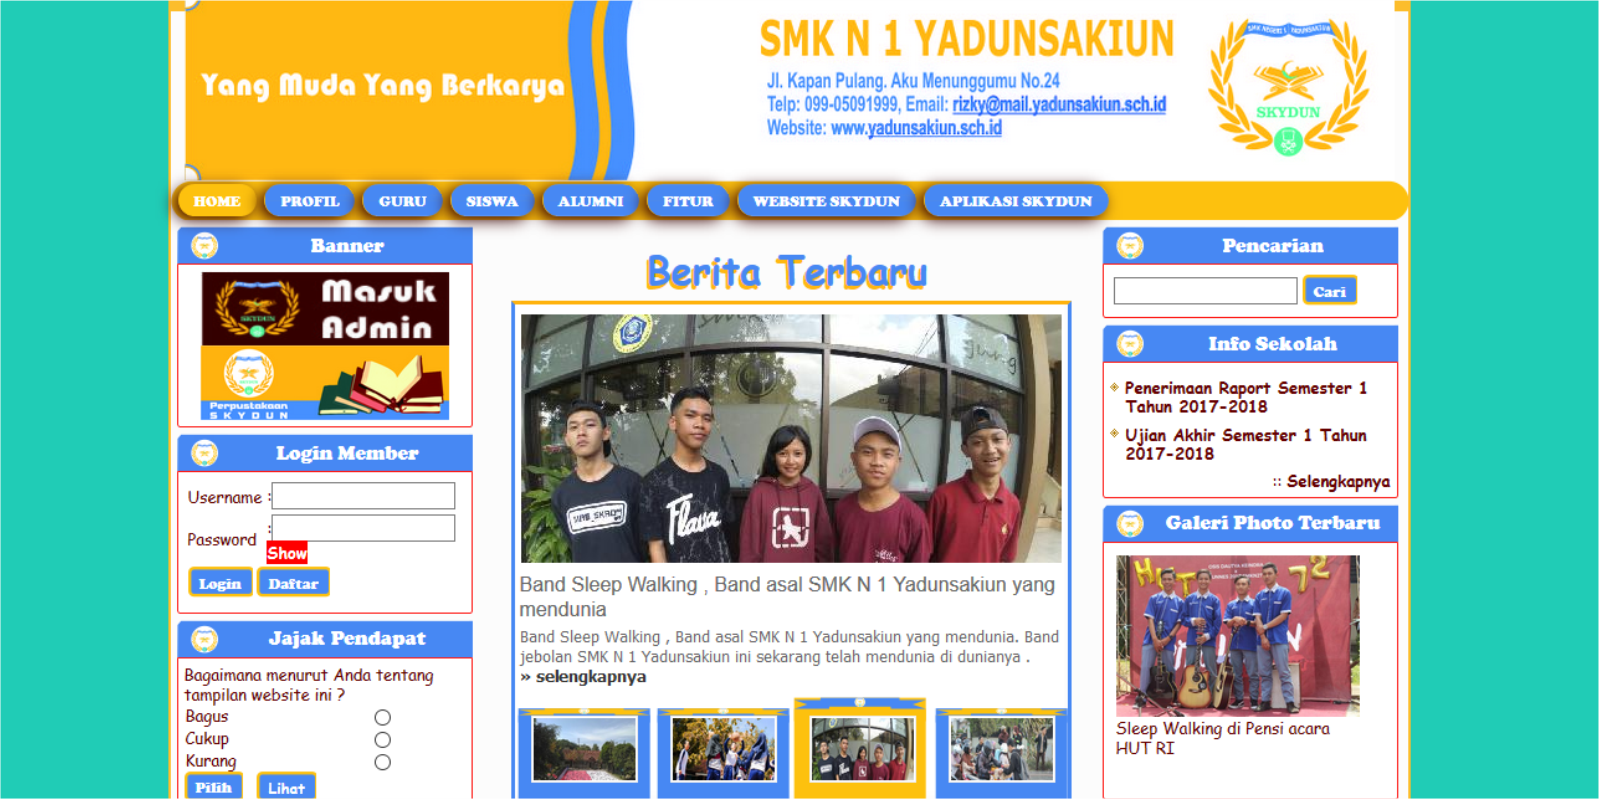 Yang Muda Yang Berkarya
SMK N 1 YADUNSAKIUN
Jl. Kapan Pulang. Aku Menunggumu No.24
Telp: 099-05091999, Email: rizky@mail.yadunsakiun.sch.id
Website: www.yadunsakiun.sch.id
SMK NEGERI 1 YADUNSAKIUN
SKYDUN
HOME PROFIL GURU SISWA ALUMNI FITUR WEBSITE SKYDUN APLIKASI SKYDUN
Banner
SKYDUN
Masuk
Admin
Perpustakaan
SKYDUN
Login Member
Username :
Password :
Show
Login Daftar
Jajak Pendapat
Bagaimana menurut Anda tentang
tampilan website ini ?
Bagus
Cukup
Kurang
Pilih Lihat
Berita Terbaru
Flava
Band Sleep Walking , Band asal SMK N 1 Yadunsakiun yang
mendunia
Band Sleep Walking , Band asal SMK N 1 Yadunsakiun yang mendunia. Band
jebolan SMK N 1 Yadunsakiun ini sekarang telah mendunia di dunianya .
» selengkapnya
Pencarian
Cari
Info Sekolah
Penerimaan Raport Semester 1
Tahun 2017-2018
Ujian Akhir Semester 1 Tahun
2017-2018
:: Selengkapnya
Galeri Photo Terbaru
HUT 72
Sleep Walking di Pensi acara
HUT RI